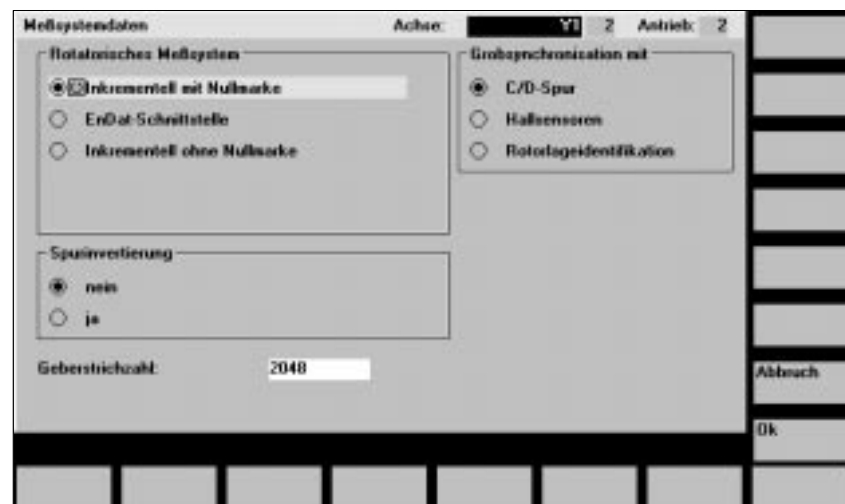 Meßsystemdaten Achse: Y1 2 Antrieb: 2
Rotatorisches Meßsystem
Inkrementell mit Nullmarke
EnDat-Schnittstelle
Inkrementell ohne Nullmarke
Grobsynchronisation mit
C/D-Spur
Hallsensoren
Rotorlageidentifikation
Spurinvertierung
nein
ja
Geberstrichzahl: 2048
Abbruch
Ok